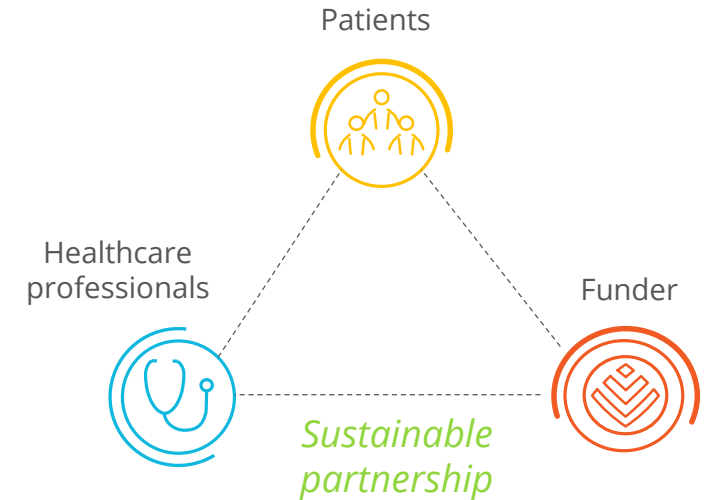 Patients
Healthcare
professionals
Funder
Sustainable
partnership